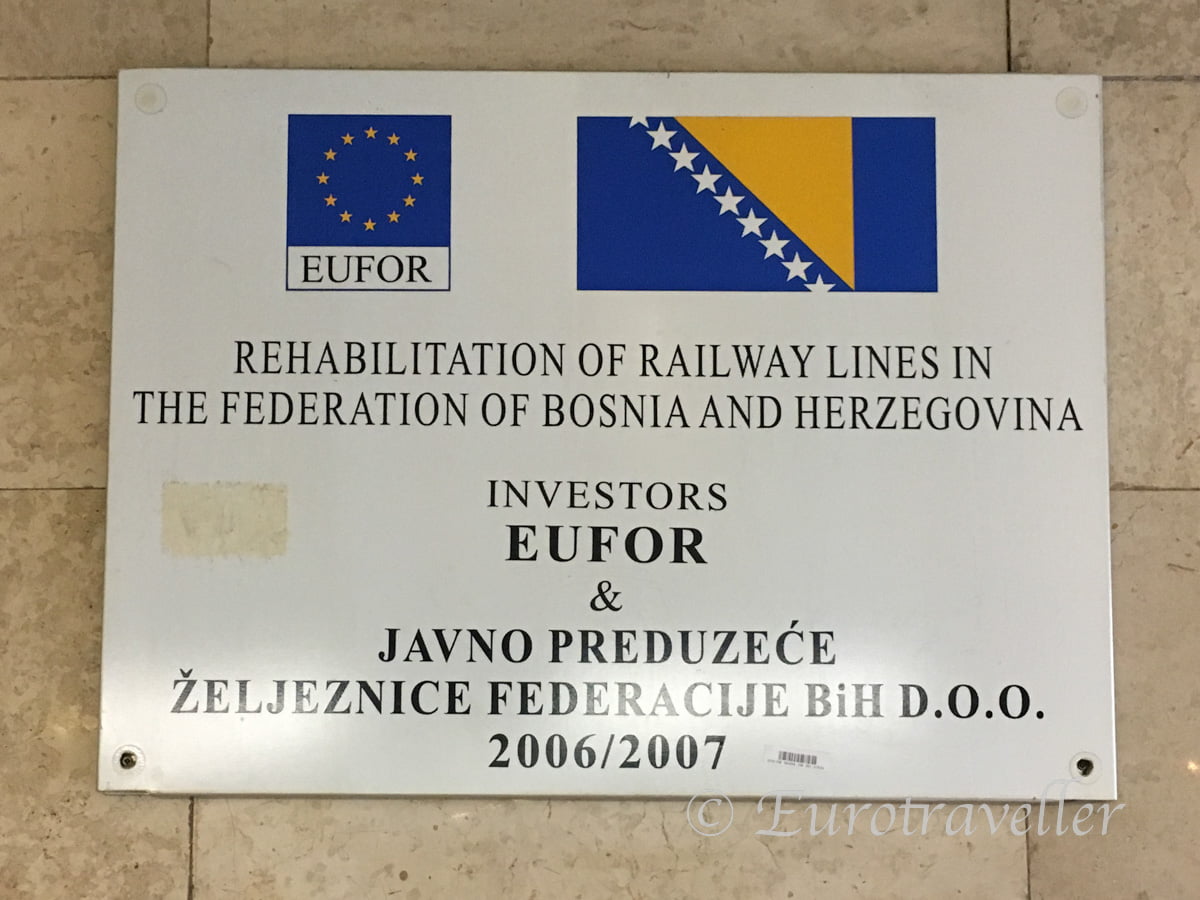 EUFOR
REHABILITATION OF RAILWAY LINES IN
THE FEDERATION OF BOSNIA AND HERZEGOVINA
INVESTORS
EUFOR
&
JAVNO PREDUZEĆE
ŽELJEZNICE FEDERACIJE BiH D.O.O.
2006/2007
© Eurotraveller